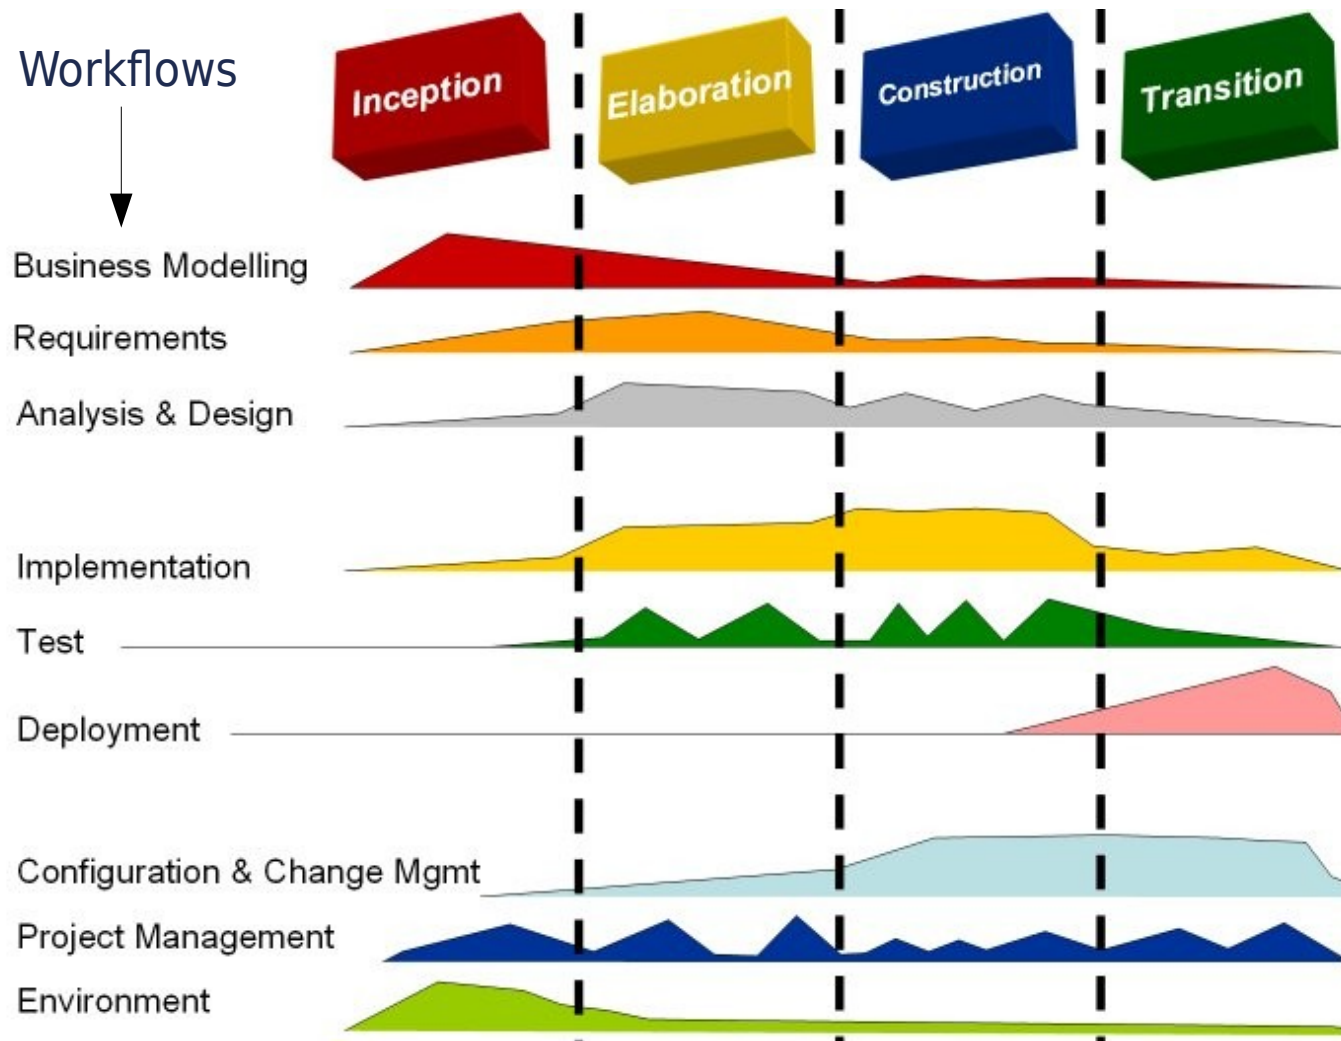 Workflows
Inception
Elaboration
Construction
Transition
Business Modelling
Requirements
Analysis & Design
Implementation
Test
Deployment
Configuration & Change Mgmt
Project Management
Environment